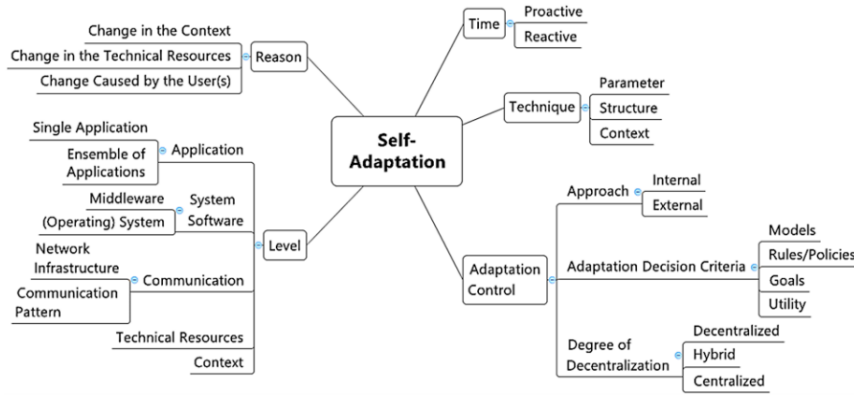 Self-
Adaptation
Reason
Change in the Context
Change in the Technical Resources
Change Caused by the User(s)
Level
Application
Single Application
Ensemble of
Applications
System
Software
Middleware
(Operating) System
Communication
Network
Infrastructure
Communication
Pattern
Technical Resources
Context
Time
Proactive
Reactive
Technique
Parameter
Structure
Context
Adaptation
Control
Approach
Internal
External
Adaptation Decision Criteria
Models
Rules/Policies
Goals
Utility
Degree of
Decentralization
Decentralized
Hybrid
Centralized